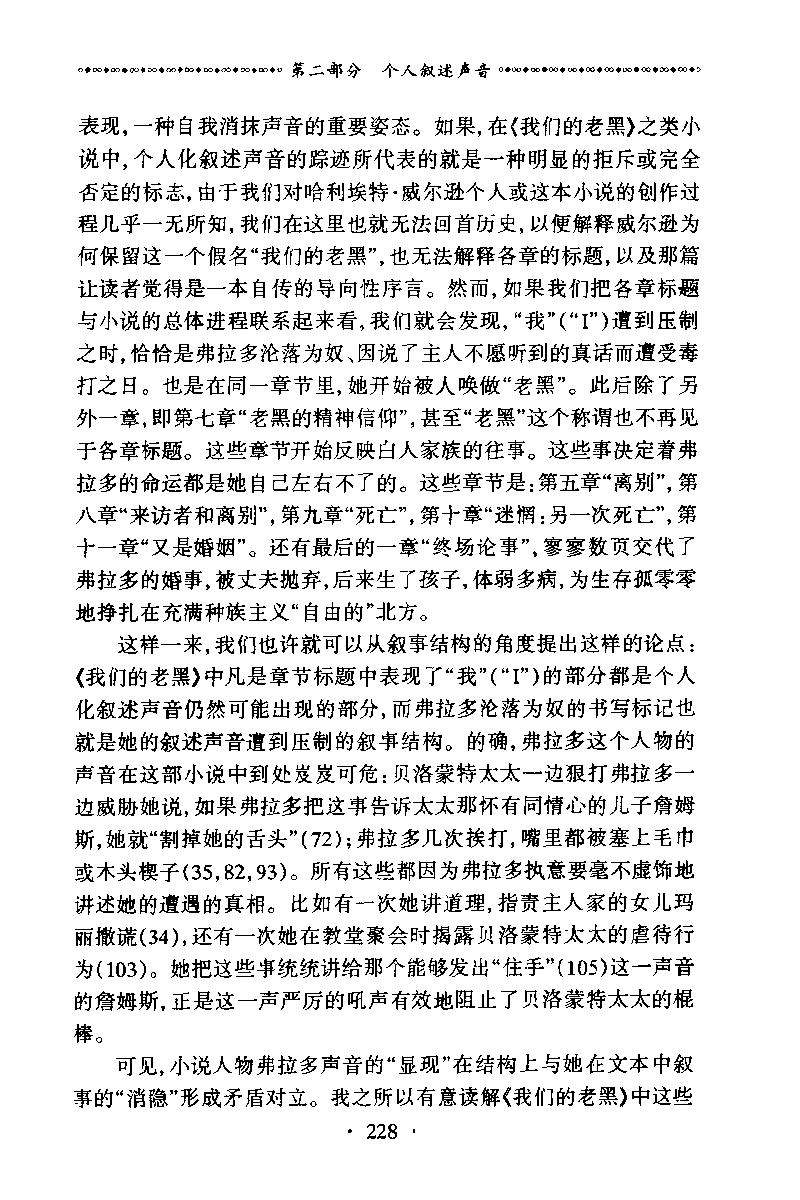 第二部分 个人叙述声音
表现,一种自我消抹声音的重要姿态。如果,在《我们的老黑》之类小
说中,个人化叙述声音的踪迹所代表的就是一种明显的拒斥或完全
否定的标志,由于我们对哈利埃特·威尔逊个人或这本小说的创作过
程几乎一无所知,我们在这里也就无法回首历史,以便解释威尔逊为
何保留这一个假名“我们的老黑”,也无法解释各章的标题,以及那篇
让读者觉得是一本自传的导向性序言。然而,如果我们把各章标题
与小说的总体进程联系起来看,我们就会发现,“我”(“I”)遭到压制
之时,恰恰是弗拉多沦落为奴、因说了主人不愿听到的真话而遭受毒
打之日。也是在同一章节里,她开始被人唤做“老黑”。此后除了另
外一章,即第七章“老黑的精神信仰”,甚至“老黑”这个称谓也不再见
于各章标题。这些章节开始反映白人家族的往事。这些事决定着弗
拉多的命运都是她自己左右不了的。这些章节是:第五章“离别”,第
八章“来访者和离别”,第九章“死亡”,第十章“迷惘:另一次死亡”,第
十一章“又是婚姻”。还有最后的一章“终场论事”,寥寥数页交代了
弗拉多的婚事,被丈夫抛弃,后来生了孩子,体弱多病,为生存孤零零
地挣扎在充满种族主义“自由的”北方。
这样一来,我们也许就可以从叙事结构的角度提出这样的论点:
《我们的老黑》中凡是章节标题中表现了“我”(“I”)的部分都是个人
化叙述声音仍然可能出现的部分,而弗拉多沦落为奴的书写标记也
就是她的叙述声音遭到压制的叙事结构。的确,弗拉多这个人物的
声音在这部小说中到处岌岌可危:贝洛蒙特太太一边狠打弗拉多一
边威胁她说,如果弗拉多把这事告诉太太那怀有同情心的儿子詹姆
斯,她就“割掉她的舌头”(72);弗拉多几次挨打,嘴里都被塞上毛巾
或木头楔子(35,82,93)。所有这些都因为弗拉多执意要毫不虚饰地
讲述她的遭遇的真相。比如有一次她讲道理,指责主人家的女儿玛
丽撒谎(34),还有一次她在教堂聚会时揭露贝洛蒙特太太的虐待行
为(103)。她把这些事统统讲给那个能够发出“住手”(105)这一声音
的詹姆斯,正是这一声严厉的吼声有效地阻止了贝洛蒙特太太的棍
棒。
可见,小说人物弗拉多声音的“显现”在结构上与她在文本中叙
事的“消隐”形成矛盾对立。我之所以有意读解《我们的老黑》中这些
· 228 ·